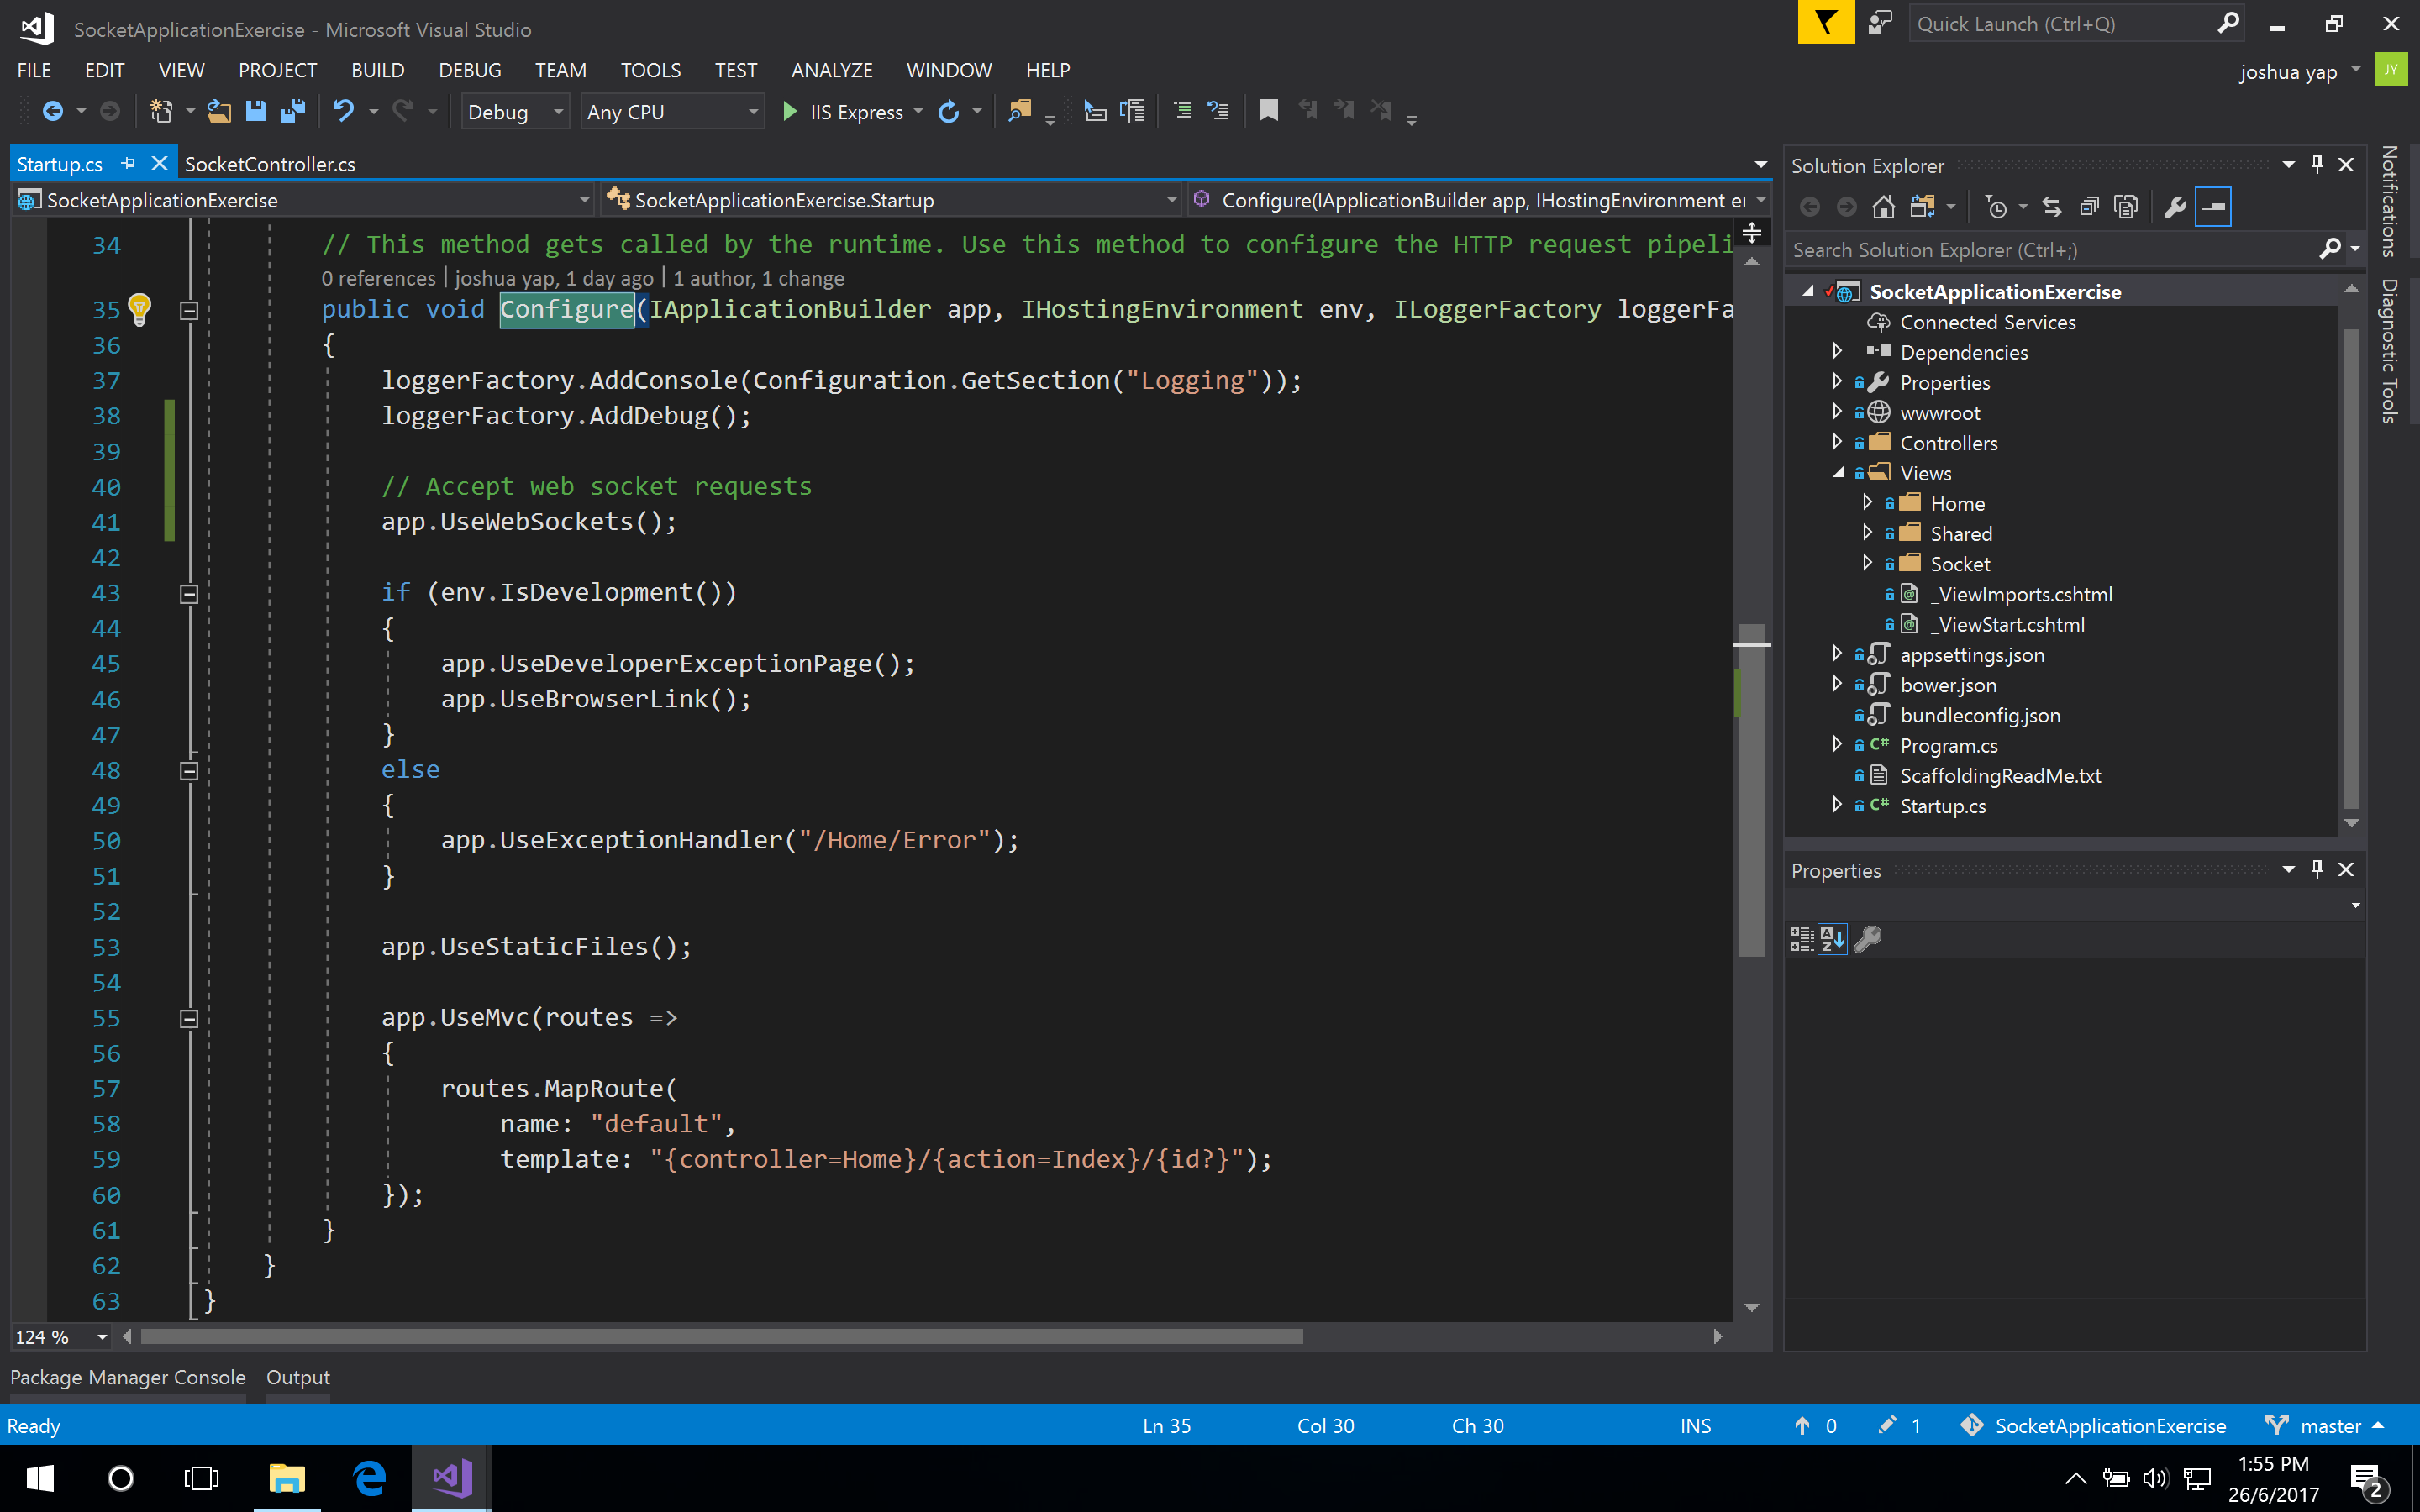 SocketApplicationExercise - Microsoft Visual Studio
Quick Launch (Ctrl+Q)
FILE EDIT VIEW PROJECT BUILD DEBUG TEAM TOOLS TEST ANALYZE WINDOW HELP
joshua yap
JY
Debug Any CPU IIS Express
Startup.cs SocketController.cs
SocketApplicationExercise SocketApplicationExercise.Startup Configure(IApplicationBuilder app, IHostingEnvironment en
34 // This method gets called by the runtime. Use this method to configure the HTTP request pipeli
0 references | joshua yap, 1 day ago | 1 author, 1 change
35 public void Configure(IApplicationBuilder app, IHostingEnvironment env, ILoggerFactory loggerFa
36 {
37 loggerFactory.AddConsole(Configuration.GetSection("Logging"));
38 loggerFactory.AddDebug();
39
40 // Accept web socket requests
41 app.UseWebSockets();
42
43 if (env.IsDevelopment())
44 {
45 app.UseDeveloperExceptionPage();
46 app.UseBrowserLink();
47 }
48 else
49 {
50 app.UseExceptionHandler("/Home/Error");
51 }
52
53 app.UseStaticFiles();
54
55 app.UseMvc(routes =>
56 {
57 routes.MapRoute(
58 name: "default",
59 template: "{controller=Home}/{action=Index}/{id?}");
60 });
61 }
62 }
63 }
124 %
Solution Explorer
Search Solution Explorer (Ctrl+;)
SocketApplicationExercise
Connected Services
Dependencies
Properties
wwwroot
Controllers
Views
Home
Shared
Socket
_ViewImports.cshtml
_ViewStart.cshtml
appsettings.json
bower.json
bundleconfig.json
C# Program.cs
ScaffoldingReadMe.txt
C# Startup.cs
Properties
Notifications
Diagnostic Tools
Package Manager Console Output
Ready Ln 35 Col 30 Ch 30 INS 0 1 SocketApplicationExercise master
1:55 PM
26/6/2017
2